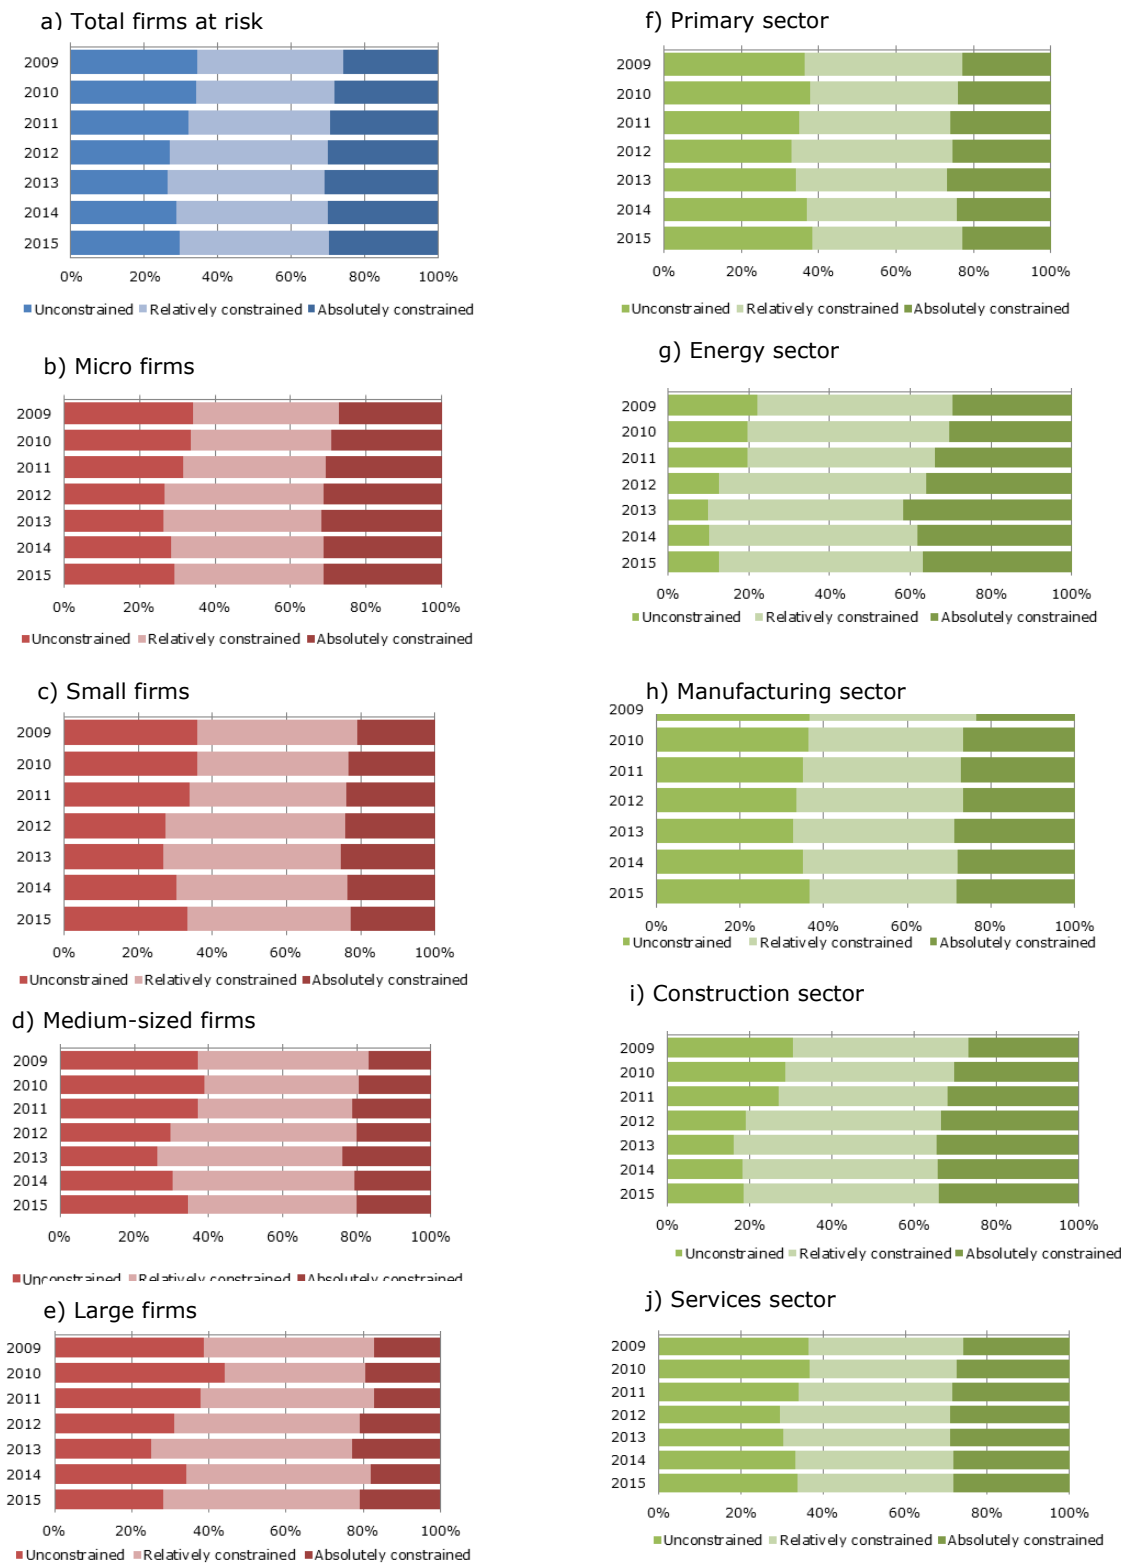 a) Total firms at risk
2009
2010
2011
2012
2013
2014
2015
0% 20% 40% 60% 80% 100%
Unconstrained Relatively constrained Absolutely constrained
b) Micro firms
2009
2010
2011
2012
2013
2014
2015
0% 20% 40% 60% 80% 100%
Unconstrained Relatively constrained Absolutely constrained
c) Small firms
2009
2010
2011
2012
2013
2014
2015
0% 20% 40% 60% 80% 100%
Unconstrained Relatively constrained Absolutely constrained
d) Medium-sized firms
2009
2010
2011
2012
2013
2014
2015
0% 20% 40% 60% 80% 100%
Unconstrained Relatively constrained Absolutely constrained
e) Large firms
2009
2010
2011
2012
2013
2014
2015
0% 20% 40% 60% 80% 100%
Unconstrained Relatively constrained Absolutely constrained
f) Primary sector
2009
2010
2011
2012
2013
2014
2015
0% 20% 40% 60% 80% 100%
Unconstrained Relatively constrained Absolutely constrained
g) Energy sector
2009
2010
2011
2012
2013
2014
2015
0% 20% 40% 60% 80% 100%
Unconstrained Relatively constrained Absolutely constrained
h) Manufacturing sector
2009
2010
2011
2012
2013
2014
2015
0% 20% 40% 60% 80% 100%
Unconstrained Relatively constrained Absolutely constrained
i) Construction sector
2009
2010
2011
2012
2013
2014
2015
0% 20% 40% 60% 80% 100%
Unconstrained Relatively constrained Absolutely constrained
j) Services sector
2009
2010
2011
2012
2013
2014
2015
0% 20% 40% 60% 80% 100%
Unconstrained Relatively constrained Absolutely constrained